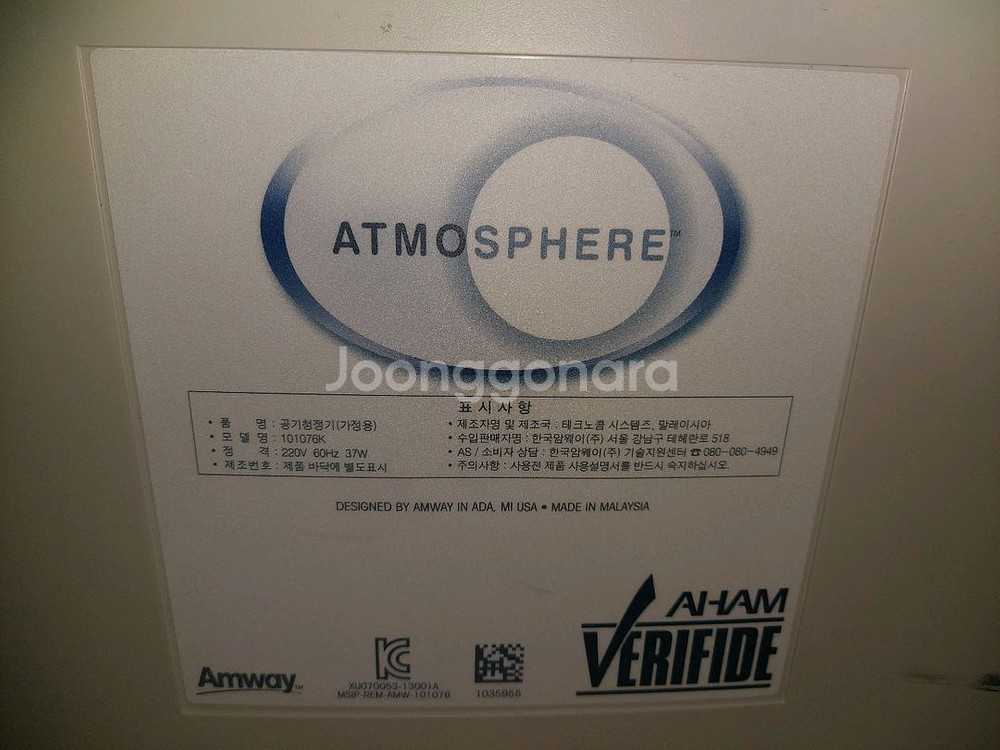 ATMOSPHERE™
Joonggonara
표시사항
• 품 명 : 공기청정기(가정용)
• 모 델 명 : 101076K
• 정 격 : 220V 60Hz 37W
• 제조번호 : 제품 바닥에 별도표시
• 제조자명 및 제조국 : 테크노콤 시스템즈, 말레이시아
• 수입판매자명 : 한국암웨이(주) 서울 강남구 테헤란로 518
• AS / 소비자 상담 : 한국암웨이(주) 기술지원센터 ☎080-080-4949
• 주의사항 : 사용전 제품 사용설명서를 반드시 숙지하십시오.
DESIGNED BY AMWAY IN ADA, MI USA • MADE IN MALAYSIA
AHAM
VERIFIDE
Amway™
XU070053-13001A
MSIP-REM-AMW-101076
1035955